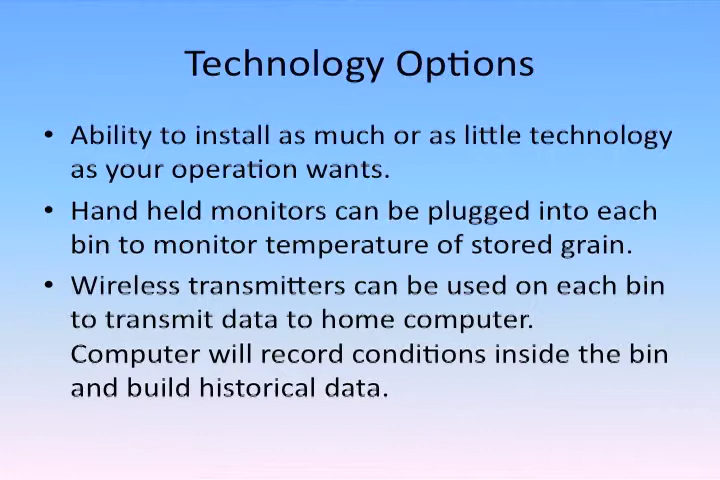 Technology Options
• Ability to install as much or as little technology
as your operation wants.
• Hand held monitors can be plugged into each
bin to monitor temperature of stored grain.
• Wireless transmitters can be used on each bin
to transmit data to home computer.
Computer will record conditions inside the bin
and build historical data.